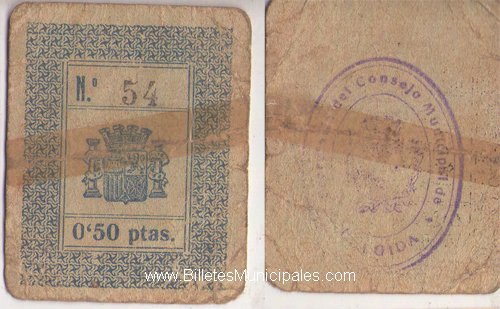 N.º 54
0'50 ptas.
del Consejo Municipal de
www.BilletesMunicipales.com